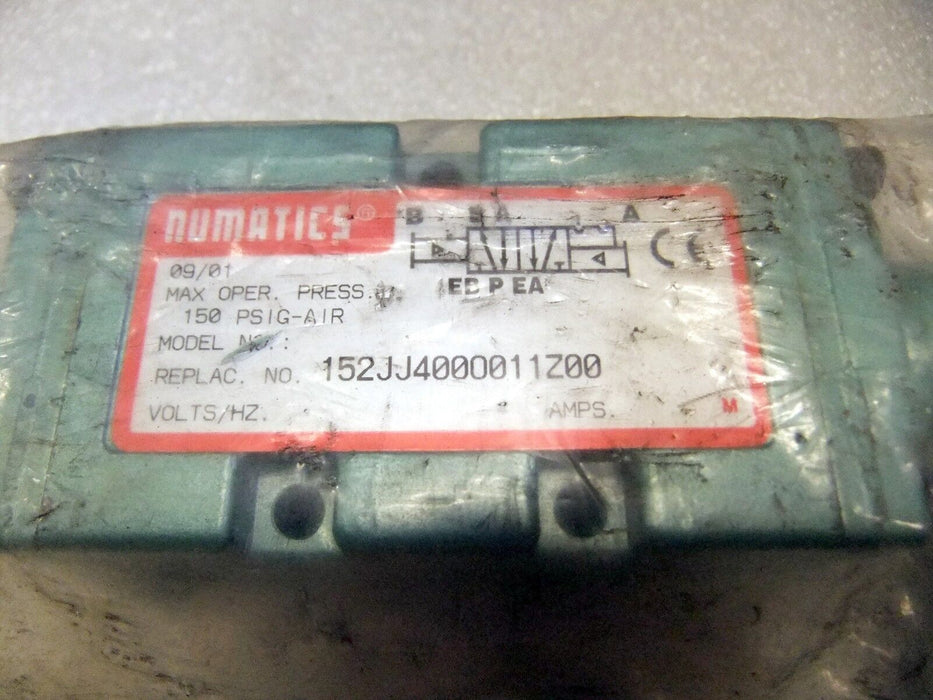 NUMATICS ®
B B A A
CE
EB P EA
09/01
MAX OPER. PRESS.
150 PSIG-AIR
MODEL NO.:
REPLAC. NO. 152JJ4000011Z00
VOLTS/HZ. AMPS. M